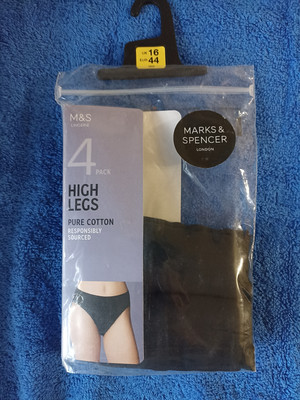 UK 16
EUR 44
M&S
LINGERIE
MARKS &
SPENCER
LONDON
4 PACK
HIGH
LEGS
PURE COTTON
RESPONSIBLY
SOURCED